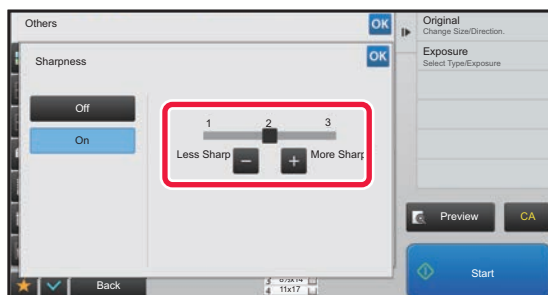 Others
OK
Sharpness
OK
Off
On
1 2 3
Less Sharp
− + More Sharp
Original
Change Size/Direction.
Exposure
Select Type/Exposure
Preview
CA
Start
Back
4 11x17